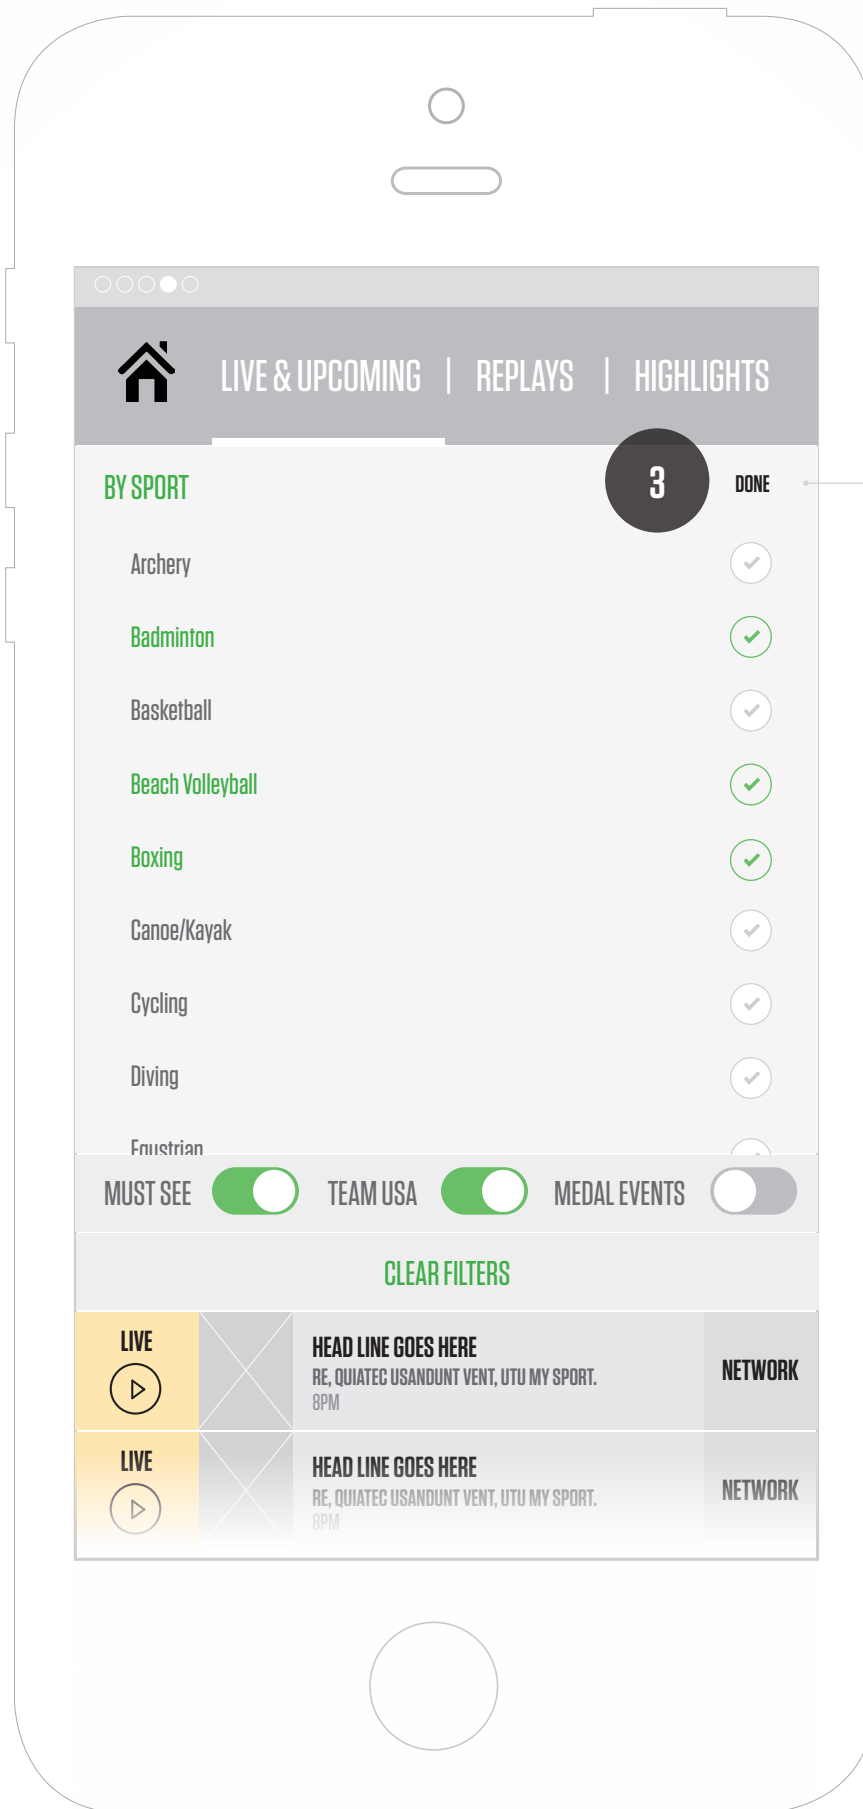 LIVE & UPCOMING | REPLAYS | HIGHLIGHTS
BY SPORT 3 DONE
Archery
Badminton
Basketball
Beach Volleyball
Boxing
Canoe/Kayak
Cycling
Diving
Equstrian
MUST SEE TEAM USA MEDAL EVENTS
CLEAR FILTERS
LIVE
HEAD LINE GOES HERE
RE, QUIATEC USANDUNT VENT, UTU MY SPORT.
8PM
NETWORK
LIVE
HEAD LINE GOES HERE
RE, QUIATEC USANDUNT VENT, UTU MY SPORT.
8PM
NETWORK